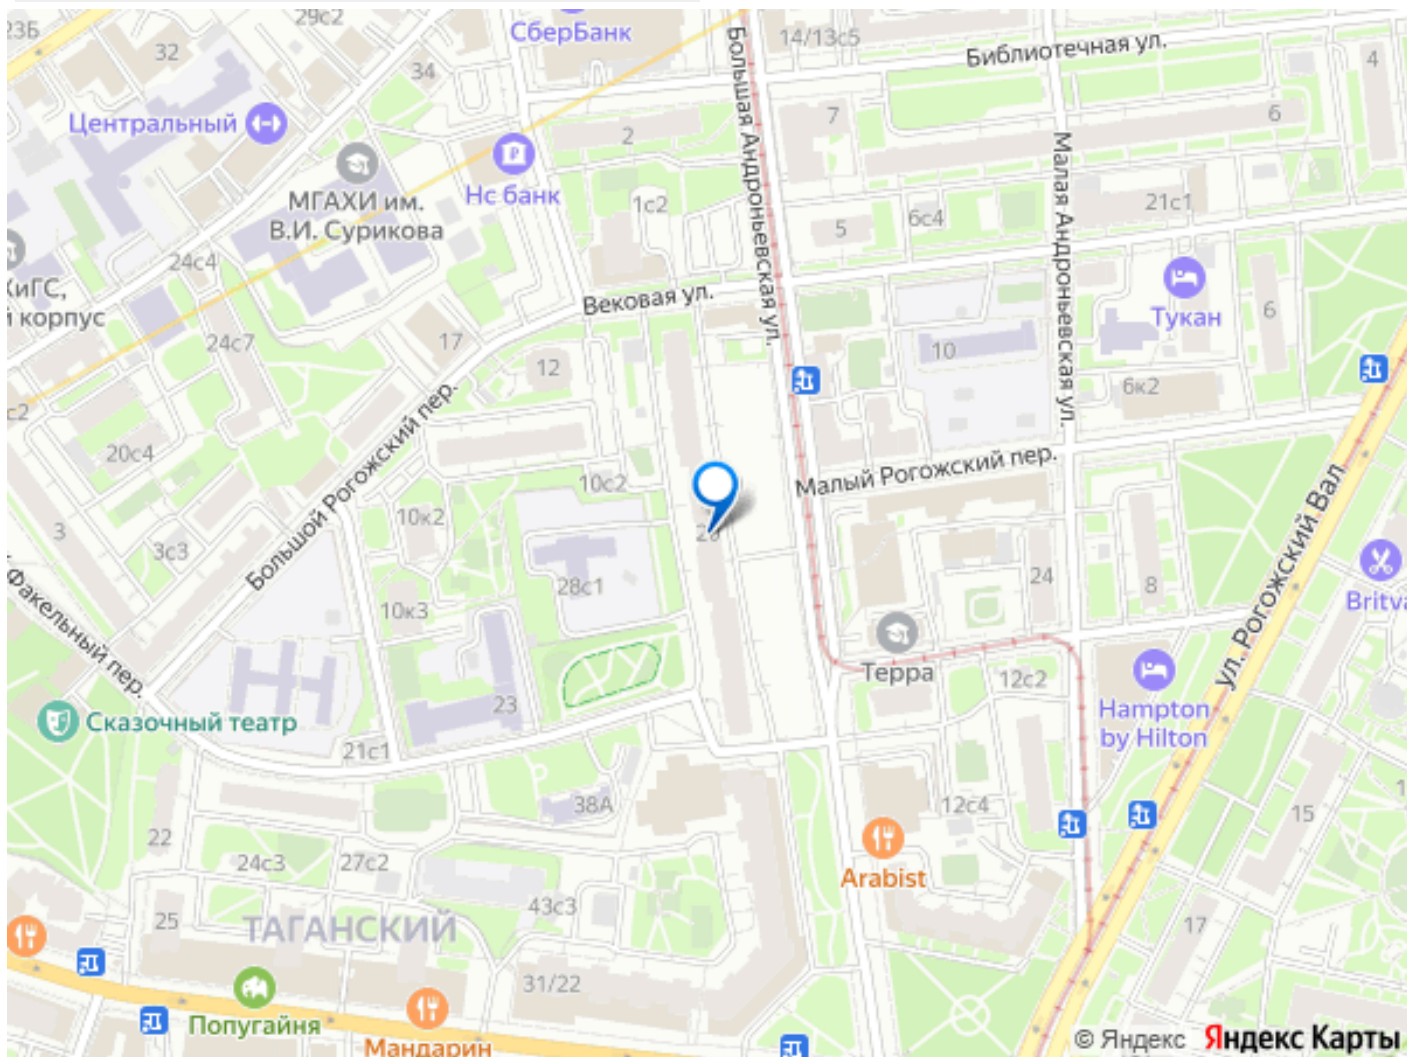 23Б
29с2
СберБанк
32
34
14/13с5
Библиотечная ул.
4
Центральный
2
7
6
Большая Андроньевская ул.
Малая Андроньевская ул.
МГАХИ им.
В.И. Сурикова
Нс банк
1с2
5
6с4
21с1
24с4
иГС,
й корпус
Вековая ул.
Тукан
6
24с7
17
12
10
6к2
с2
20с4
Большой Рогожский пер.
10с2
Малый Рогожский пер.
10к2
3
3с3
28с1
24
8
ул. Рогожский Вал
Britva
Факельный пер.
10к3
Терра
12с2
Сказочный театр
23
21с1
Hampton
by Hilton
38А
12с4
15
22
24с3
27с2
Arabist
43с3
25
ТАГАНСКИЙ
17
31/22
Попугайня
Мандарин
© Яндекс Яндекс Карты